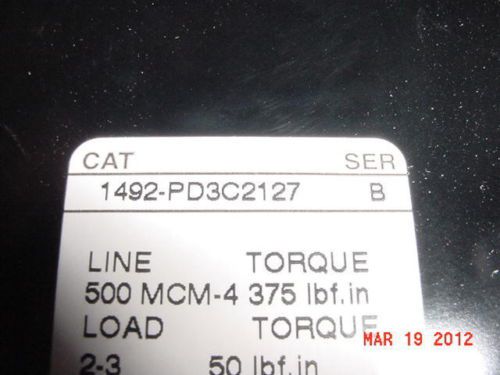 CAT SER
1492-PD3C2127 B
LINE TORQUE
500 MCM-4 375 lbf.in
LOAD TORQUE
2-3 50 lbf.in
MAR 19 2012